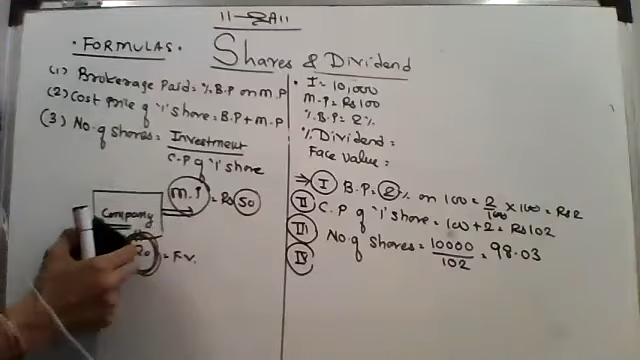 Shares & Dividend
• FORMULAS •
(1) Brokerage Paid = % B.P on M.P
(2) Cost Price of '1' share = B.P + M.P
(3) No. of shares = Investment
C.P of '1' share
Company
M.P = Rs 50
= F.V.
• I = 10,000
M.P = Rs 100
% B.P = 2%
% Dividend =
Face Value =
⇒ I B.P = 2 % on 100 = 2/100 × 100 = Rs 2
II C.P of '1' share = 100 + 2 = Rs 102
III No. of shares = 10000/102 = 98.03
IV